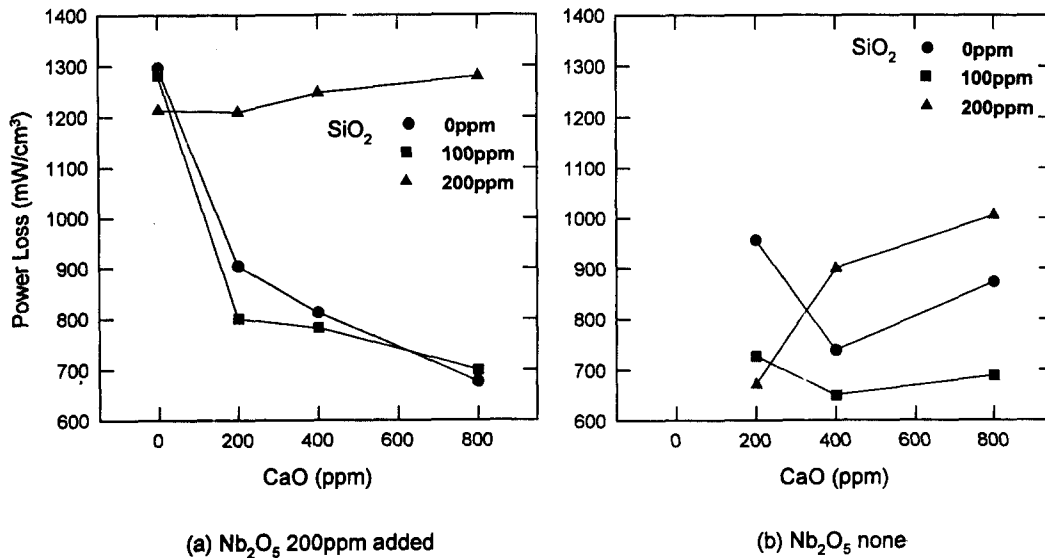 1400
1300
1200
1100
1000
900
800
700
600
0 200 400 600 800
Power Loss (mW/cm³)
CaO (ppm)
SiO₂
0ppm
100ppm
200ppm
(a) Nb₂O₅ 200ppm added
1400
1300
1200
1100
1000
900
800
700
600
0 200 400 600 800
CaO (ppm)
SiO₂
0ppm
100ppm
200ppm
(b) Nb₂O₅ none